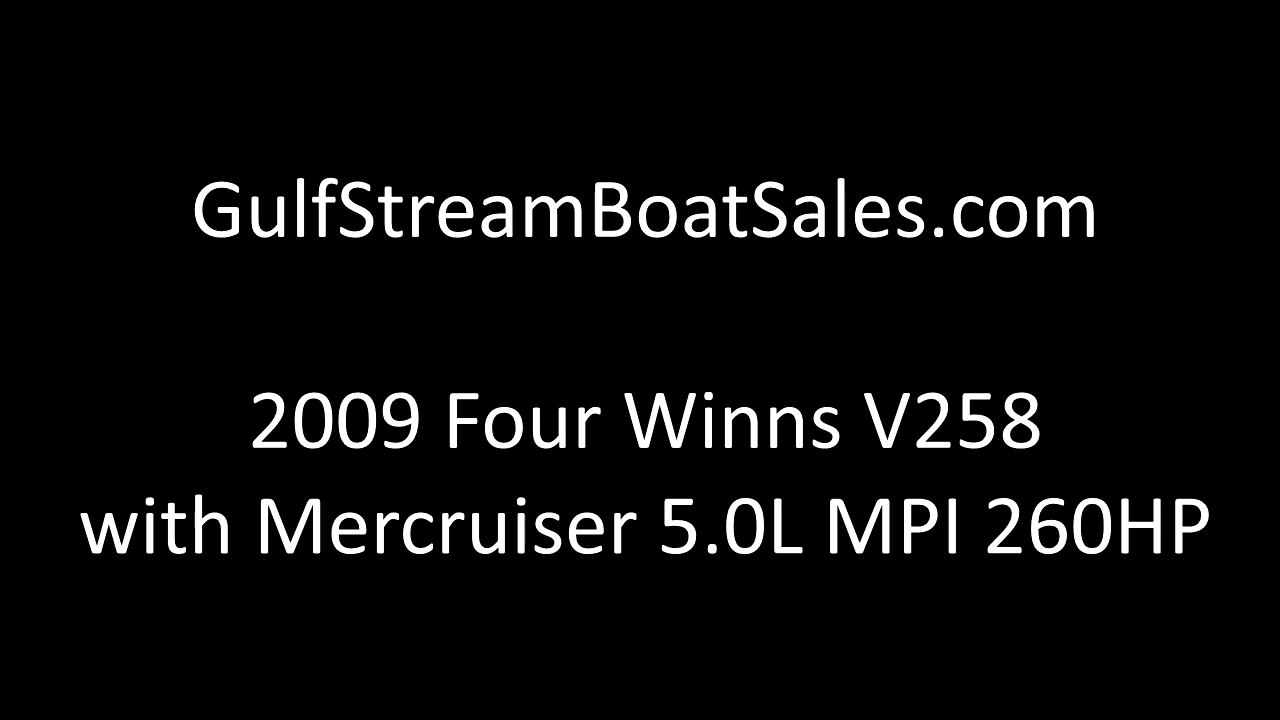 GulfStreamBoatSales.com
2009 Four Winns V258
with Mercruiser 5.0L MPI 260HP